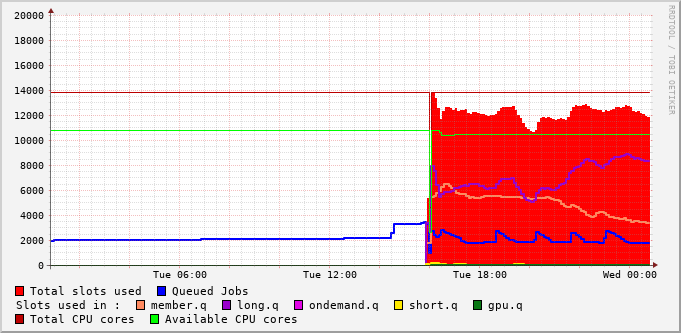 RRDTOOL / TOBI OETIKER
20000
18000
16000
14000
12000
10000
8000
6000
4000
2000
0
Tue 06:00 Tue 12:00 Tue 18:00 Wed 00:00
Total slots used Queued Jobs
Slots used in : member.q long.q ondemand.q short.q gpu.q
Total CPU cores Available CPU cores